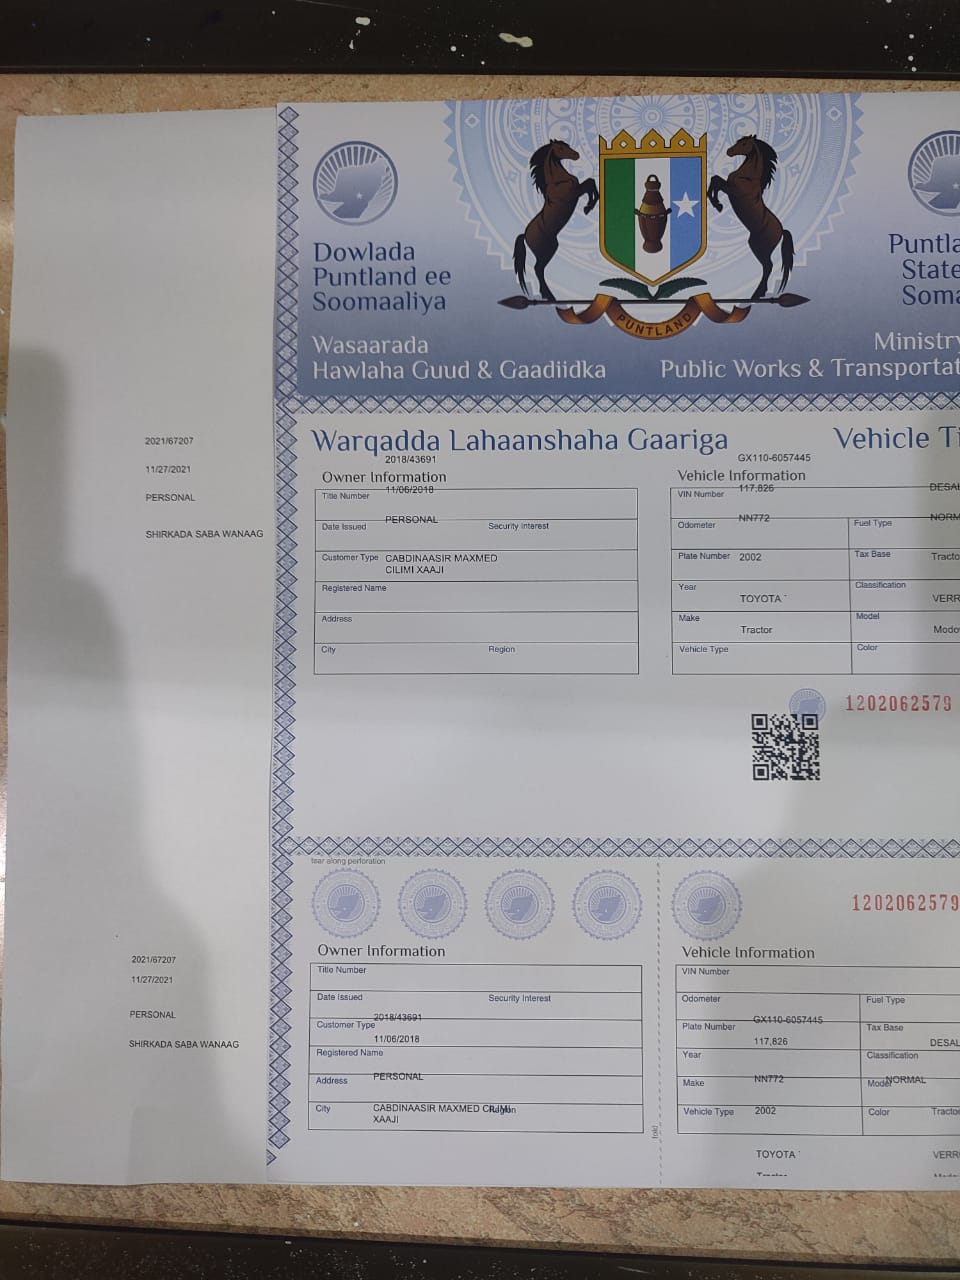 Dowlada
Puntland ee
Soomaaliya
Wasaarada
Hawlaha Guud & Gaadiidka
PUNTLAND
Puntla
State
Soma
Ministry
Public Works & Transportat
2021/67207
11/27/2021
PERSONAL
SHIRKADA SABA WANAAG
Warqadda Lahaanshaha Gaariga
Vehicle Ti
2018/43691
Owner Information
Title Number
11/06/2018
Date Issued
PERSONAL
Security Interest
Customer Type
CABDINAASIR MAXMED
CILIMI XAAJI
Registered Name
Address
City
Region
GX110-6057445
Vehicle Information
VIN Number
117,826
DESAL
Odometer
NN772
Fuel Type
NORM
Plate Number
2002
Tax Base
Tracto
Year
Classification
TOYOTA
VERR
Make
Model
Tractor
Modo
Vehicle Type
Color
1202062579
tear along perforation
1202062579
2021/67207
11/27/2021
PERSONAL
SHIRKADA SABA WANAAG
Owner Information
Title Number
Date Issued
Security Interest
2018/43691
Customer Type
11/06/2018
Registered Name
Address
PERSONAL
City
CABDINAASIR MAXMED CILIMI
Region
XAAJI
fold
Vehicle Information
VIN Number
Odometer
Fuel Type
GX110-6057445
Plate Number
Tax Base
117,826
DESAL
Year
Classification
Make
NN772
Model
NORMAL
Vehicle Type
2002
Color
Tractor
TOYOTA
VERR
Tractor